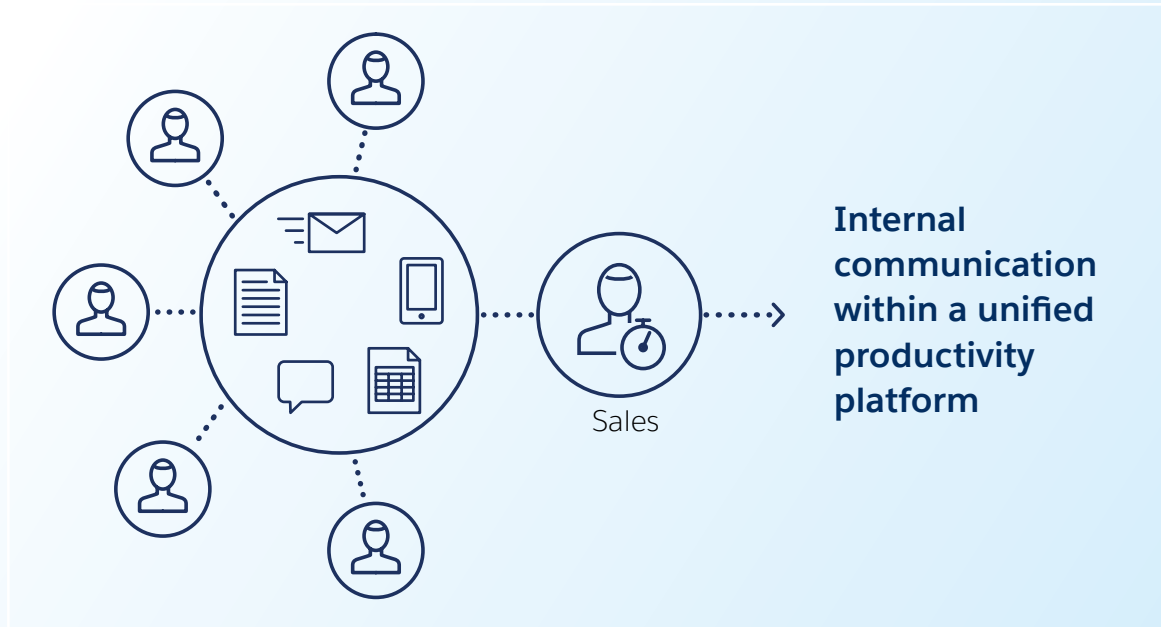 Internal
communication
within a unified
productivity
platform
Sales